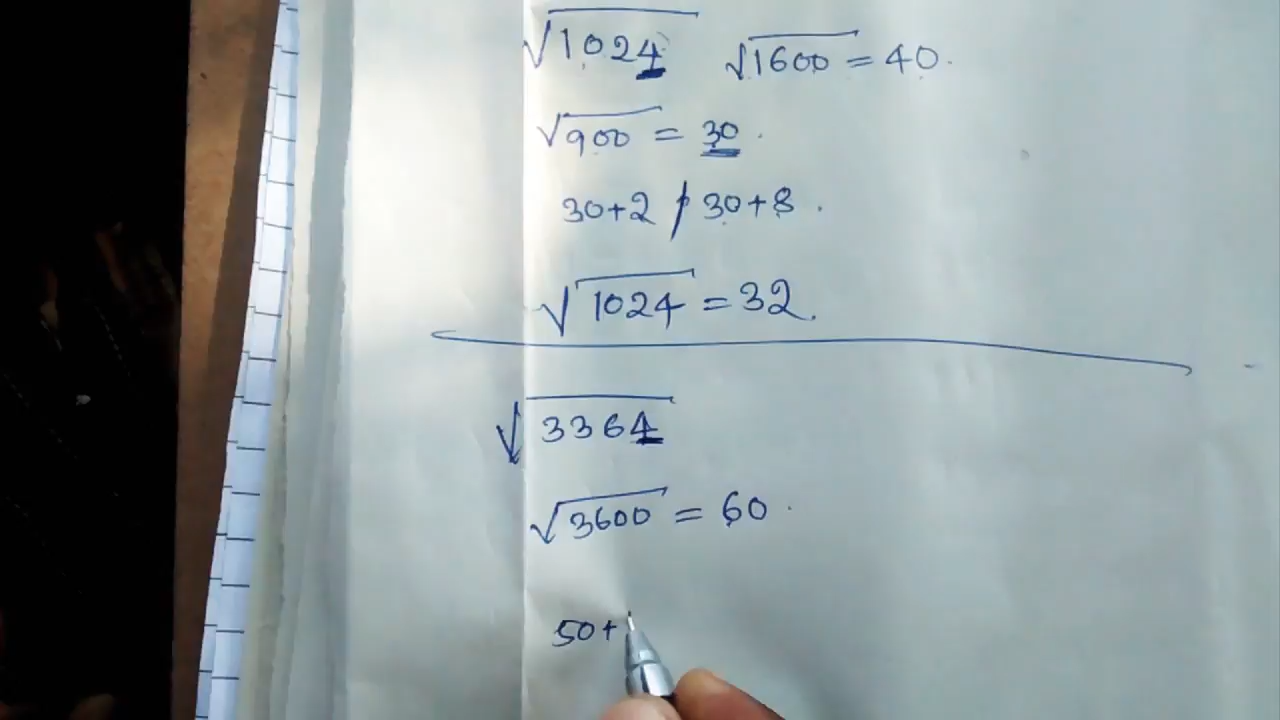 √1024 √1600 = 40.
√900 = 30.
30+2 / 30+8.
√1024 = 32.
√3364
√3600 = 60.
50+